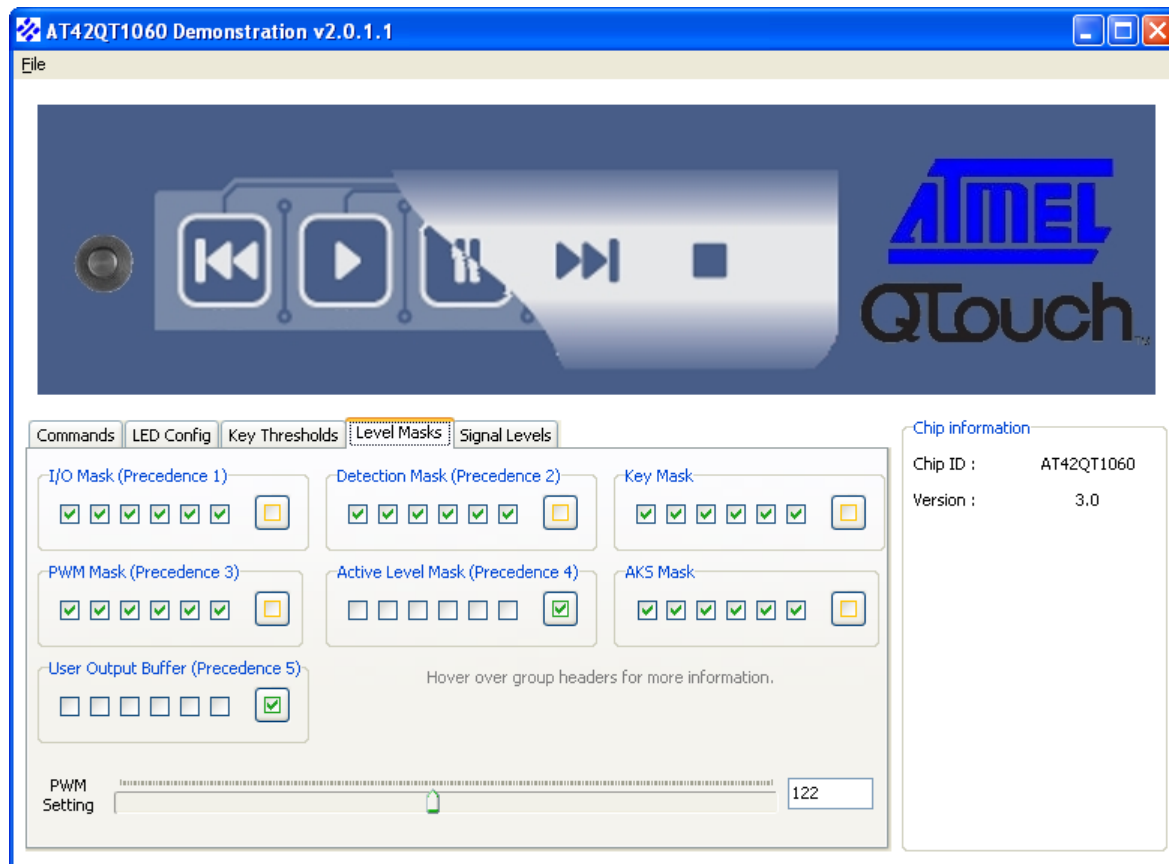 AT42QT1060 Demonstration v2.0.1.1
File
ATMEL
QTouch TM
Commands LED Config Key Thresholds Level Masks Signal Levels
I/O Mask (Precedence 1)
Detection Mask (Precedence 2)
Key Mask
PWM Mask (Precedence 3)
Active Level Mask (Precedence 4)
AKS Mask
User Output Buffer (Precedence 5)
Hover over group headers for more information.
PWM
Setting
122
Chip information
Chip ID : AT42QT1060
Version : 3.0